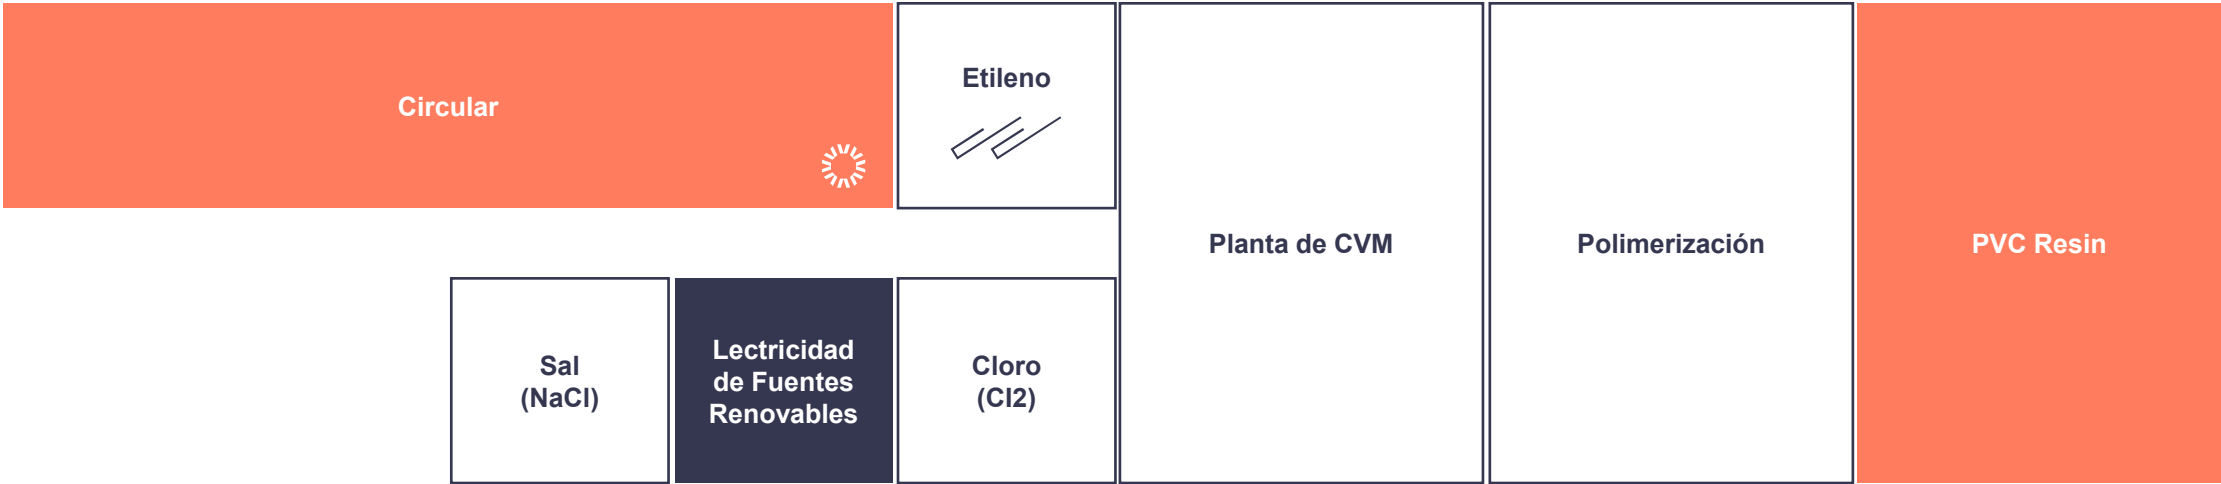 Circular
Etileno
Planta de CVM
Polimerización
PVC Resin
Sal
(NaCl)
Lectricidad
de Fuentes
Renovables
Cloro
(Cl2)